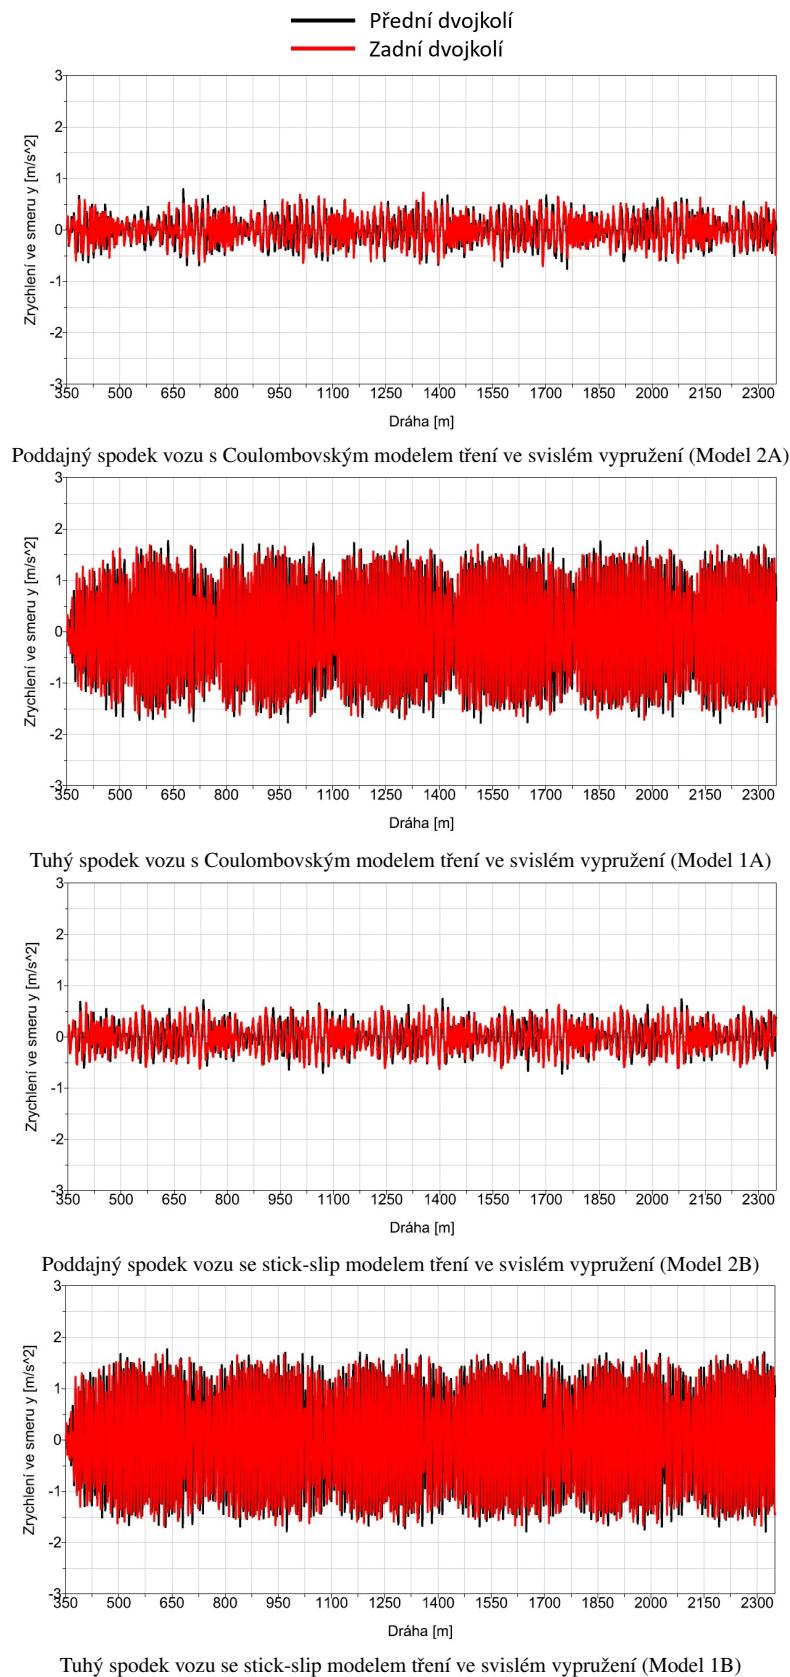 Přední dvojkolí
Zadní dvojkolí
Zrychlení ve smeru y [m/s^2]
3
2
1
0
-1
-2
-3
350 500 650 800 950 1100 1250 1400 1550 1700 1850 2000 2150 2300
Dráha [m]
Poddajný spodek vozu s Coulombovským modelem tření ve svislém vypružení (Model 2A)
Zrychlení ve smeru y [m/s^2]
3
2
1
0
-1
-2
-3
350 500 650 800 950 1100 1250 1400 1550 1700 1850 2000 2150 2300
Dráha [m]
Tuhý spodek vozu s Coulombovským modelem tření ve svislém vypružení (Model 1A)
Zrychlení ve smeru y [m/s^2]
3
2
1
0
-1
-2
-3
350 500 650 800 950 1100 1250 1400 1550 1700 1850 2000 2150 2300
Dráha [m]
Poddajný spodek vozu se stick-slip modelem tření ve svislém vypružení (Model 2B)
Zrychlení ve smeru y [m/s^2]
3
2
1
0
-1
-2
-3
350 500 650 800 950 1100 1250 1400 1550 1700 1850 2000 2150 2300
Dráha [m]
Tuhý spodek vozu se stick-slip modelem tření ve svislém vypružení (Model 1B)